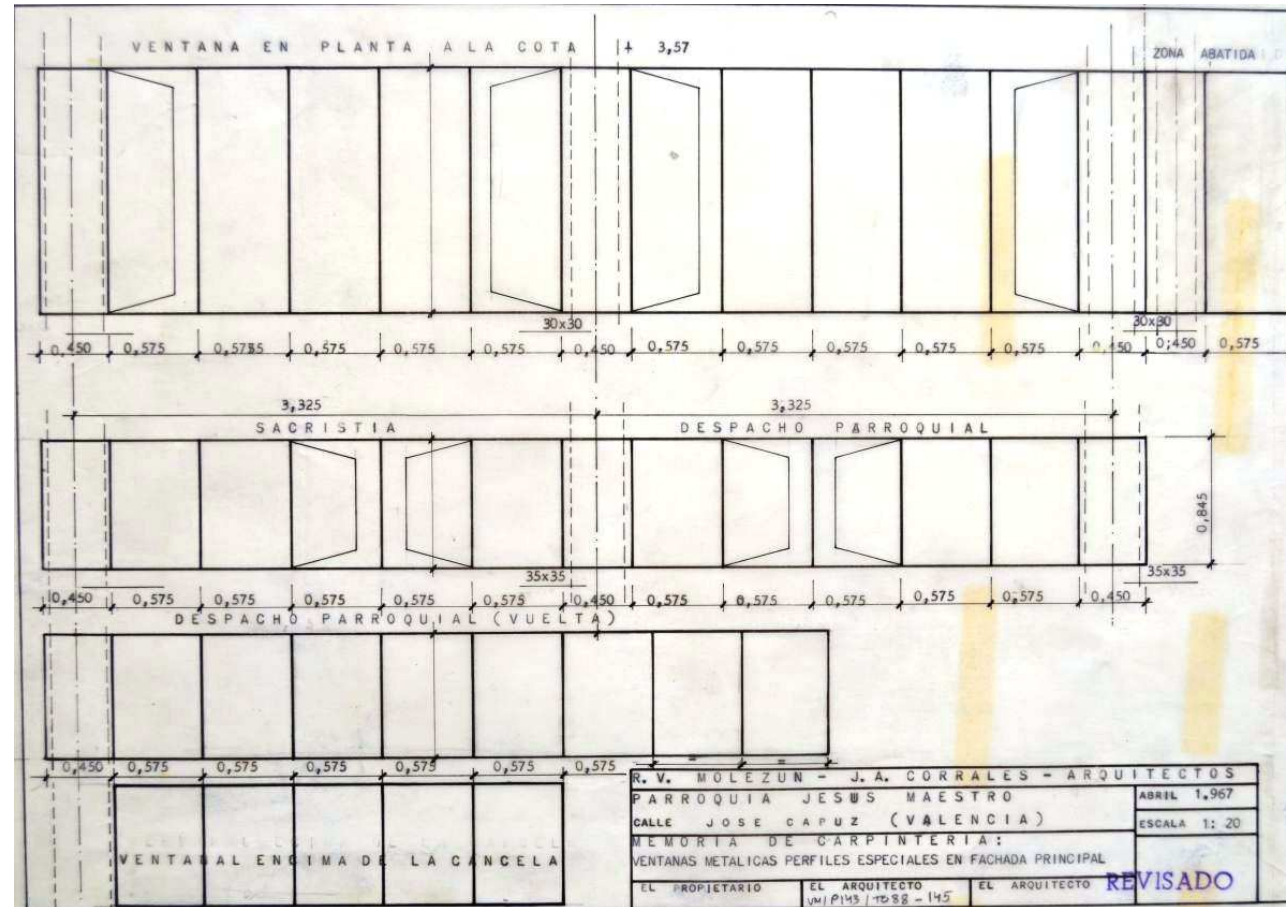 VENTANA EN PLANTA A LA COTA + 3,57
ZONA ABATIDA
30x30
30x30
0,450 0,575 0,575 0,575 0,575 0,575 0,450 0,575 0,575 0,575 0,575 0,575 0,450 0,450 0,575
3,325 3,325
SACRISTIA DESPACHO PARROQUIAL
0,845
35x35
35x35
0,450 0,575 0,575 0,575 0,575 0,575 0,450 0,575 0,575 0,575 0,575 0,575 0,450
DESPACHO PARROQUIAL (VUELTA)
0,450 0,575 0,575 0,575 0,575 0,575 0,575 = =
VENTANAL ENCIMA DE LA CANCELA
R. V. MOLEZUN - J.A. CORRALES - ARQUITECTOS
PARROQUIA JESUS MAESTRO
ABRIL 1,967
CALLE JOSE CAPUZ (VALENCIA)
ESCALA 1: 20
MEMORIA DE CARPINTERIA:
VENTANAS METALICAS PERFILES ESPECIALES EN FACHADA PRINCIPAL
EL PROPIETARIO EL ARQUITECTO EL ARQUITECTO REVISADO
VM/P143/T088-145